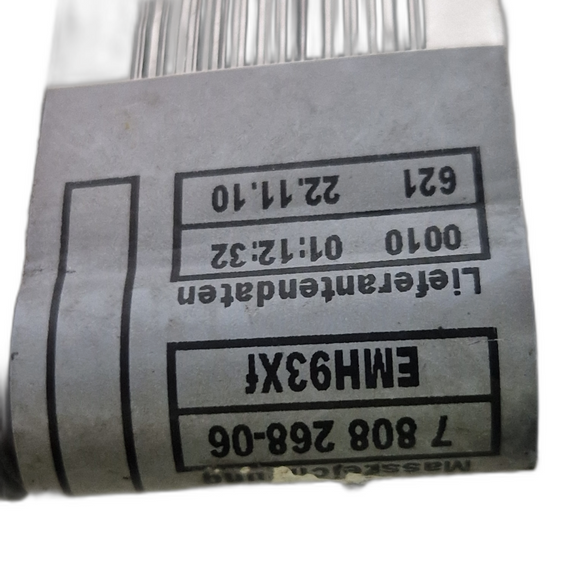 7 808 268-06
EMH93Xf
Lieferantendaten
0010 01:12:32
621 22.11.10